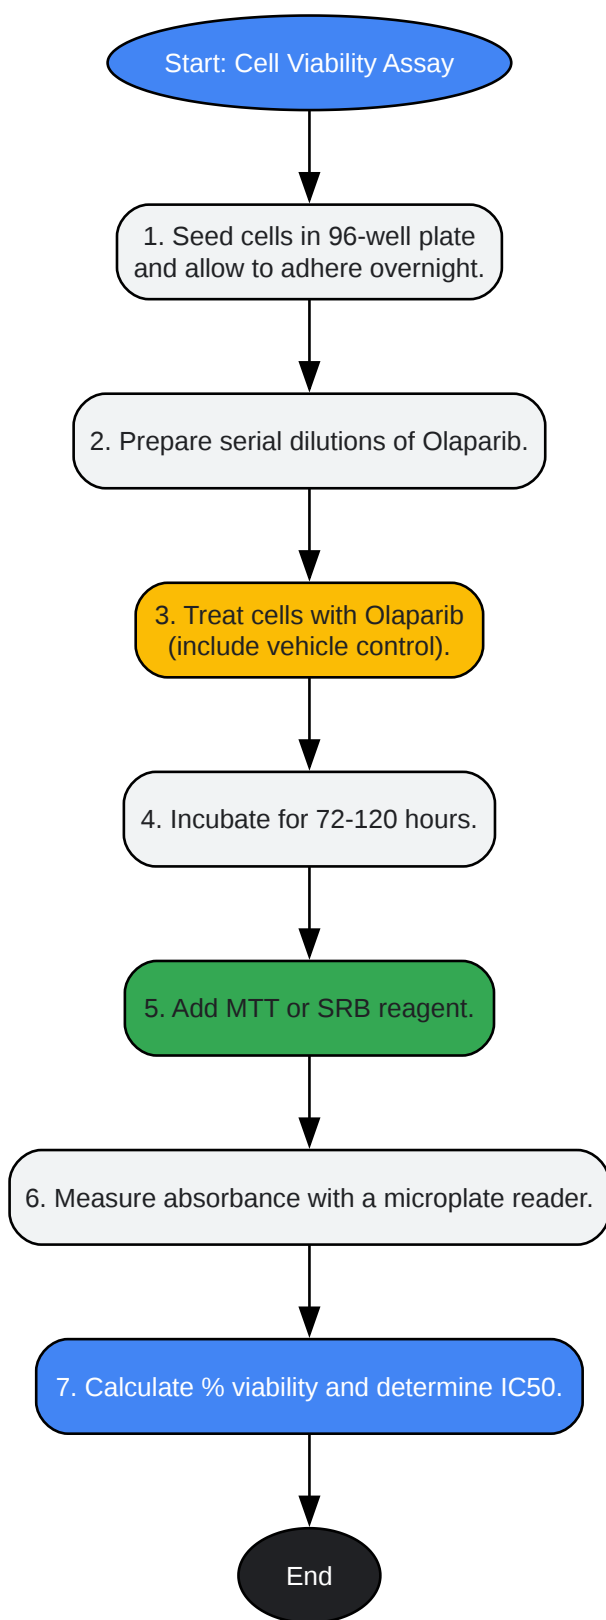 Start: Cell Viability Assay
1. Seed cells in 96-well plate
and allow to adhere overnight.
2. Prepare serial dilutions of Olaparib.
3. Treat cells with Olaparib
(include vehicle control).
4. Incubate for 72-120 hours.
5. Add MTT or SRB reagent.
6. Measure absorbance with a microplate reader.
7. Calculate % viability and determine IC50.
End